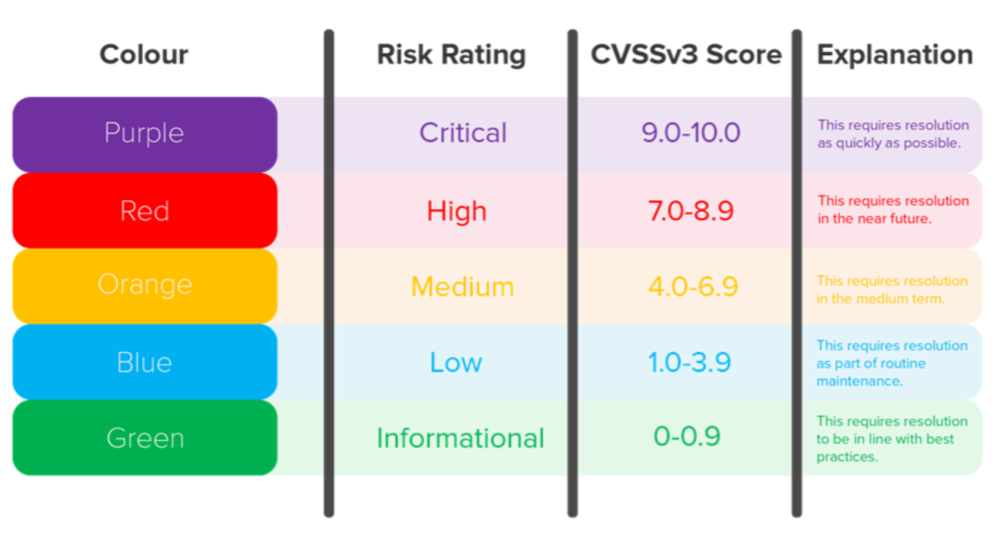 Colour Risk Rating CVSSv3 Score Explanation
Purple Critical 9.0-10.0 This requires resolution
as quickly as possible.
Red High 7.0-8.9 This requires resolution
in the near future.
Orange Medium 4.0-6.9 This requires resolution
in the medium term.
Blue Low 1.0-3.9 This requires resolution
as part of routine
maintenance.
Green Informational 0-0.9 This requires resolution
to be in line with best
practices.